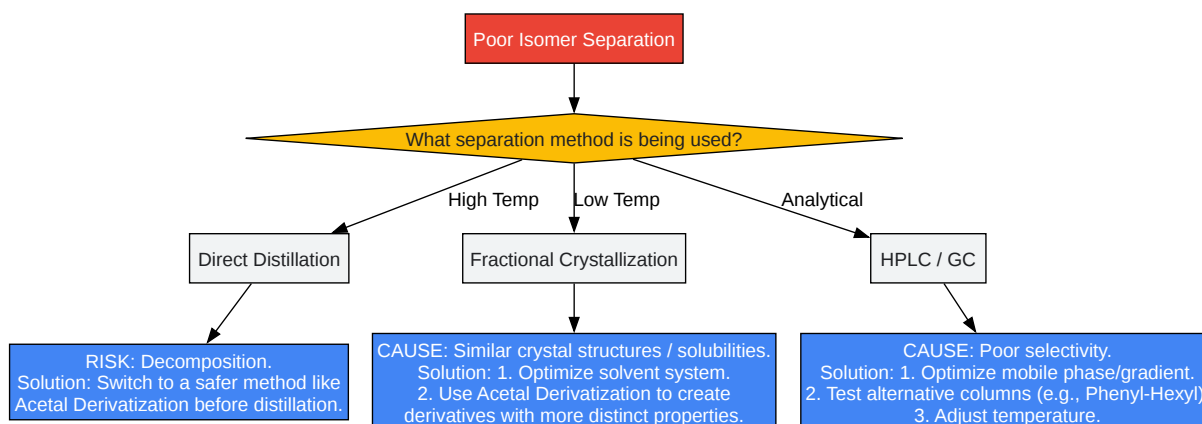 Poor Isomer Separation
What separation method is being used?
High Temp
Low Temp
Analytical
Direct Distillation
Fractional Crystallization
HPLC / GC
RISK: Decomposition.
Solution: Switch to a safer method like
Acetal Derivatization before distillation.
CAUSE: Similar crystal structures / solubilities.
Solution: 1. Optimize solvent system.
2. Use Acetal Derivatization to create
derivatives with more distinct properties.
CAUSE: Poor selectivity.
Solution: 1. Optimize mobile phase/gradient.
2. Test alternative columns (e.g., Phenyl-Hexyl)
3. Adjust temperature.